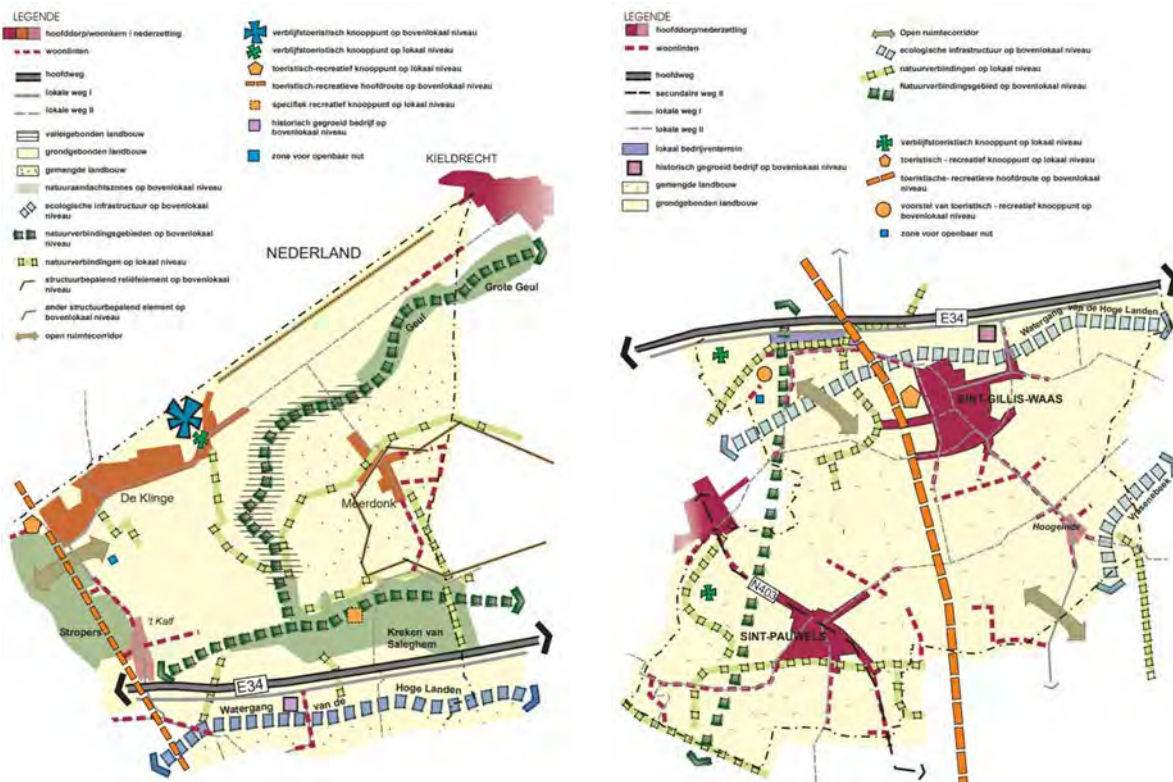 LEGENDE
hoofddorp/woonkern / nederzetting
woonlinten
hoofdweg
lokale weg I
lokale weg II
valleigebonden landbouw
grondgebonden landbouw
gemengde landbouw
natuuraandachtszones op bovenlokaal niveau
ecologische infrastructuur op bovenlokaal
niveau
natuurverbindingsgebieden op bovenlokaal
niveau
natuurverbindingen op lokaal niveau
structuurbepalend reliëfelement op bovenlokaal
niveau
ander structuurbepalend element op
bovenlokaal niveau
open ruimtecorridor
verblijfstoeristisch knooppunt op bovenlokaal niveau
verblijfstoeristisch knooppunt op lokaal niveau
toeristisch-recreatief knooppunt op lokaal niveau
toeristisch-recreatieve hoofdroute op bovenlokaal niveau
specifiek recreatief knooppunt op lokaal niveau
historisch gegroeid bedrijf op
bovenlokaal niveau
zone voor openbaar nut
KIELDRECHT
NEDERLAND
Grote Geul
Geul
De Klinge
Meerdonk
't Kalf
Stropers
Kreken van
Saleghem
E34
Watergang van de Hoge Landen
LEGENDE
hoofddorp/nederzetting
woonlinten
hoofdweg
secundaire weg II
lokale weg I
lokale weg II
lokaal bedrijventerrein
historisch gegroeid bedrijf op bovenlokaal niveau
gemengde landbouw
grondgebonden landbouw
Open ruimtecorridor
ecologische infrastructuur op bovenlokaal niveau
natuurverbindingen op lokaal niveau
Natuurverbindingsgebied op bovenlokaal niveau
verblijfstoeristisch knooppunt op lokaal niveau
toeristisch - recreatief knooppunt op lokaal niveau
toeristische- recreatieve hoofdroute op bovenlokaal
niveau
voorstel van toeristisch - recreatief knooppunt op
bovenlokaal niveau
zone voor openbaar nut
E34
Watergang van de Hoge Landen
SINT-GILLIS-WAAS
Hoogeinde
Vrasenebeek
N403
SINT-PAUWELS